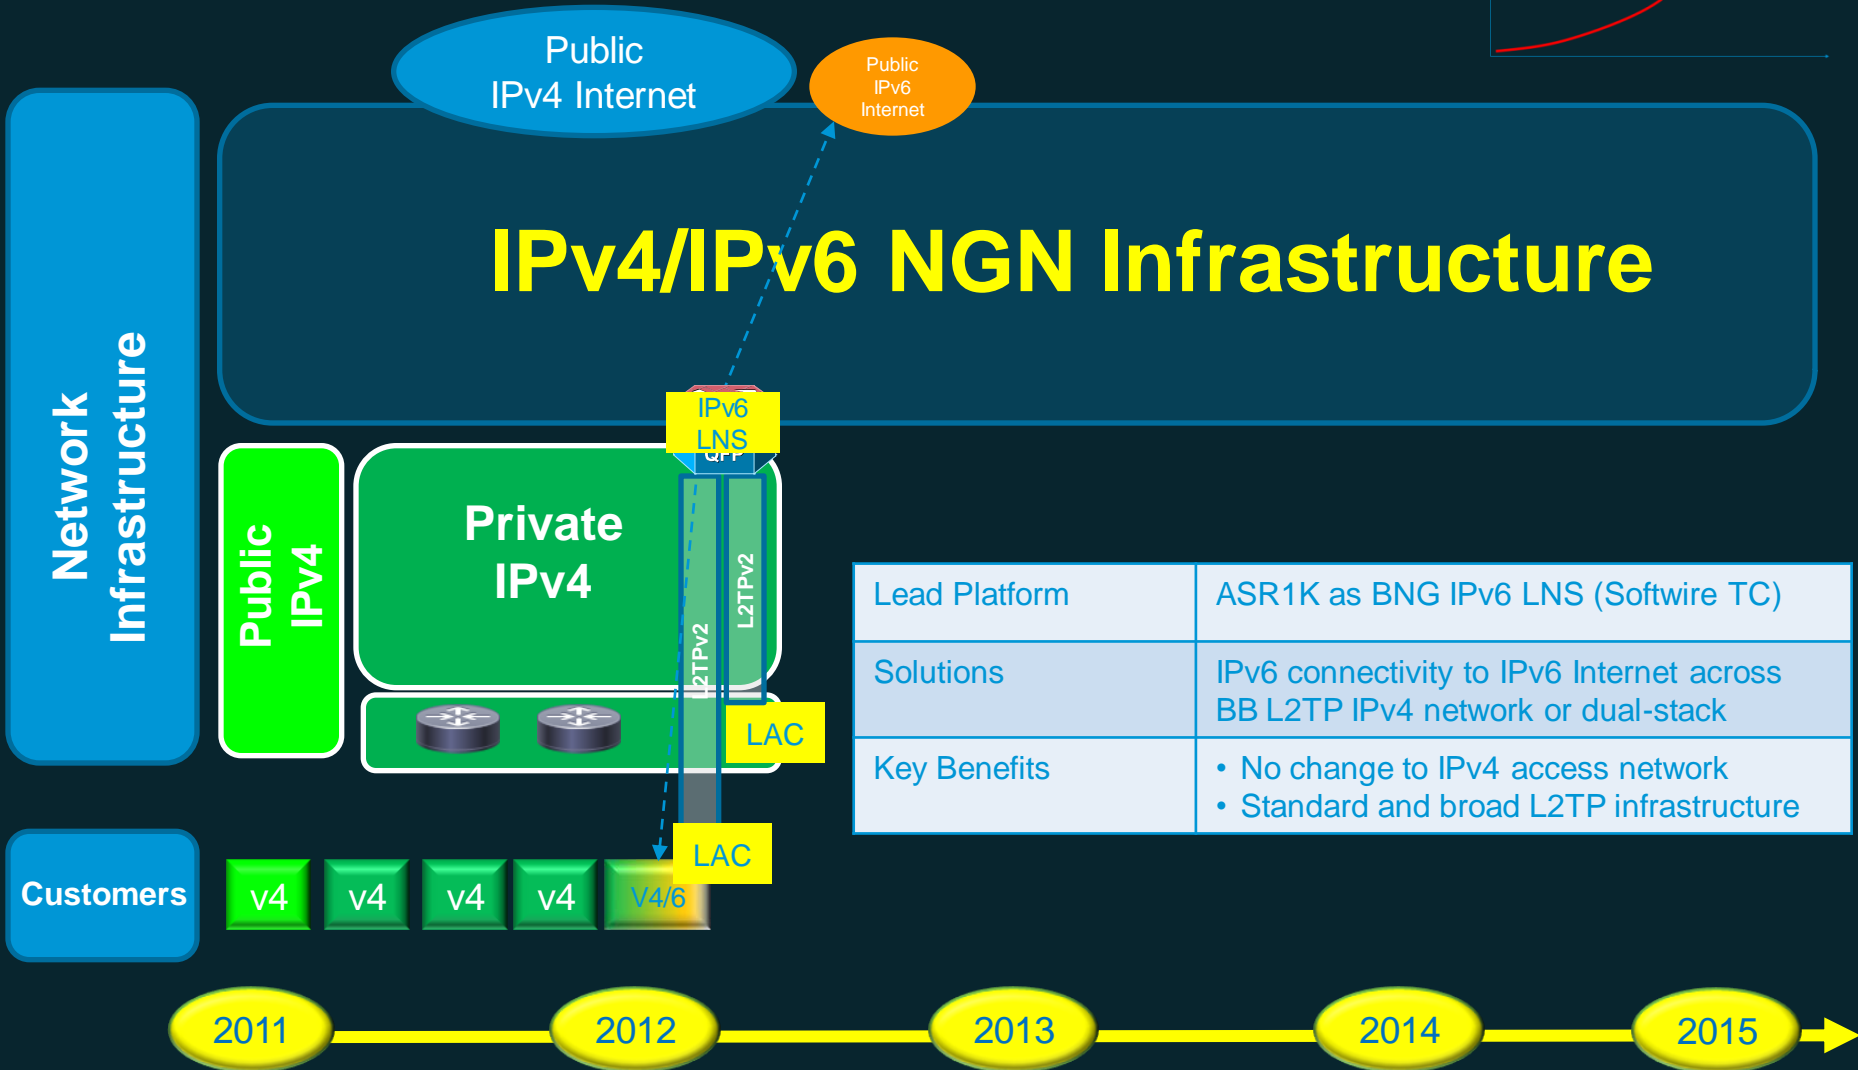 Public
IPv4 Internet
Public
IPv6
Internet
IPv4/IPv6 NGN Infrastructure
Network
Infrastructure
IPv6
LNS
QFP
Public
IPv4
Private
IPv4
L2TPv2
L2TPv2
LAC
LAC
Lead Platform
ASR1K as BNG IPv6 LNS (Softwire TC)
Solutions
IPv6 connectivity to IPv6 Internet across
BB L2TP IPv4 network or dual-stack
Key Benefits
• No change to IPv4 access network
• Standard and broad L2TP infrastructure
Customers
v4
v4
v4
v4
V4/6
2011
2012
2013
2014
2015